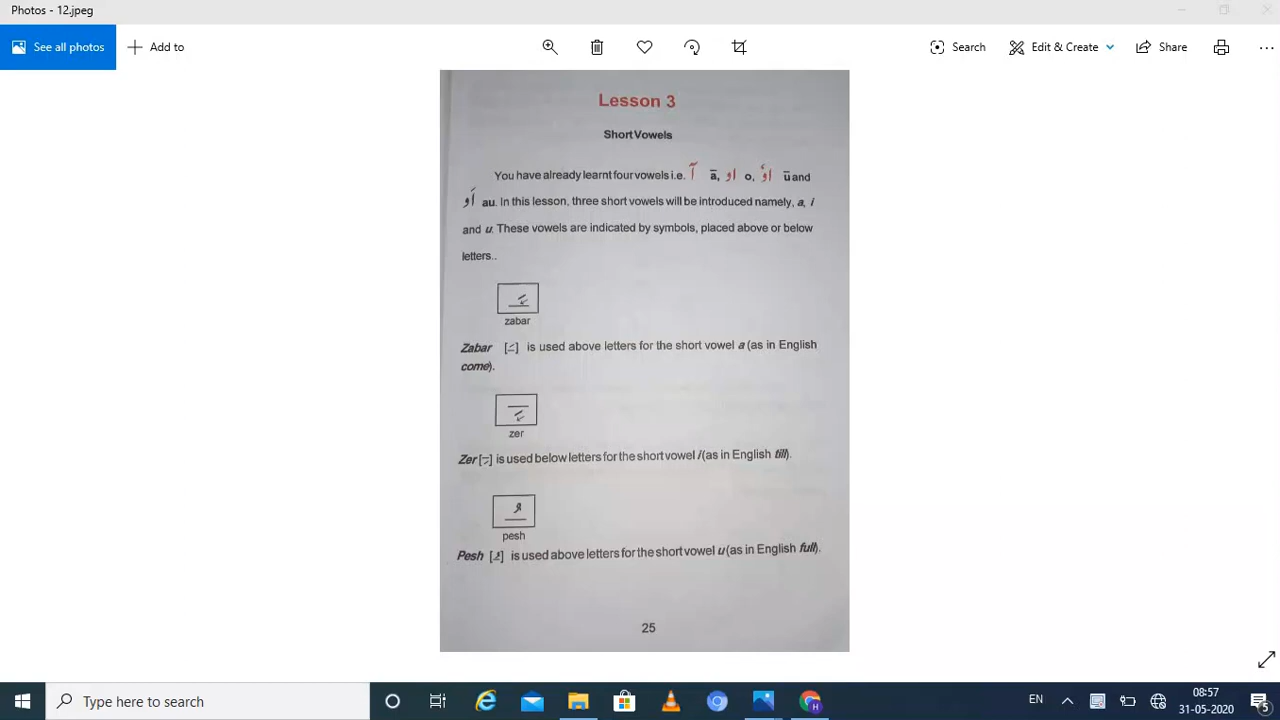 Photos - 12.jpeg
See all photos
Add to
Search
Edit & Create
Share
Lesson 3
Short Vowels
You have already learnt four vowels i.e. آ ā, او o, اوٗ ū and
اَو au. In this lesson, three short vowels will be introduced namely, a, i
and u. These vowels are indicated by symbols, placed above or below
letters..
zabar
Zabar [ َ ] is used above letters for the short vowel a (as in English
come).
zer
Zer [ ِ ] is used below letters for the short vowel i (as in English till).
pesh
Pesh [ ُ ] is used above letters for the short vowel u (as in English full).
25
Type here to search
EN
08:57
31-05-2020
5